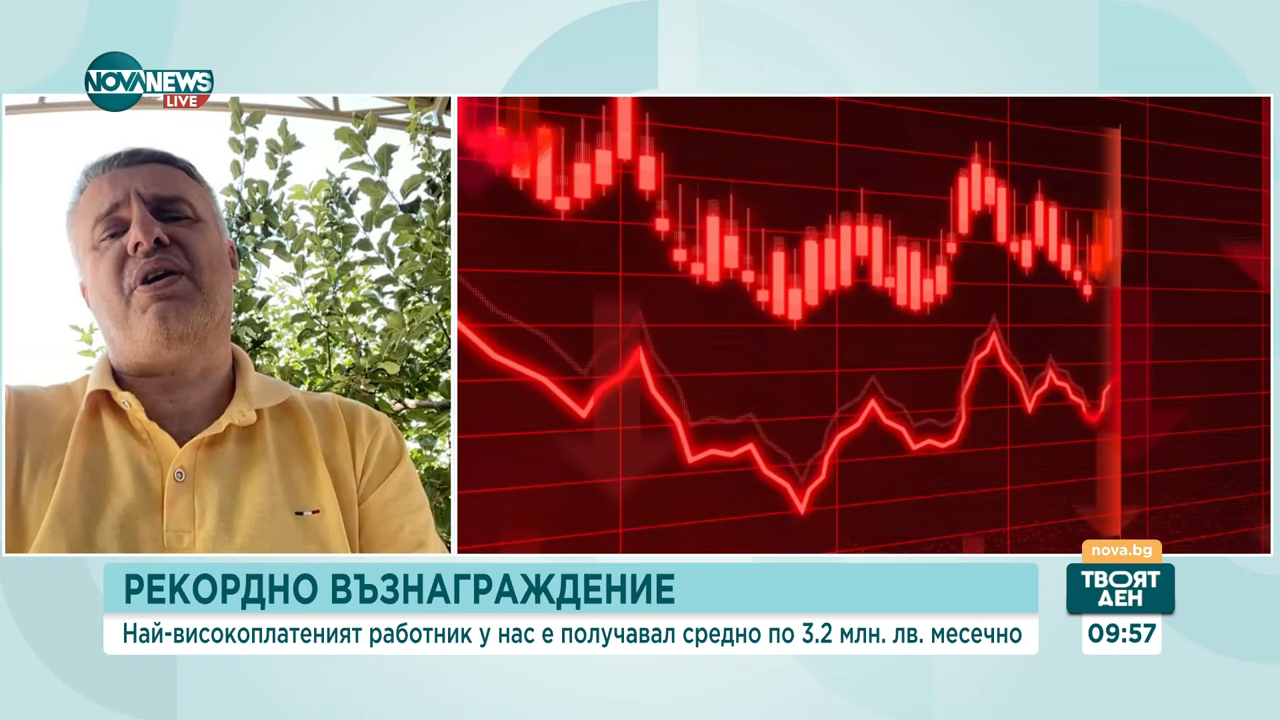 NOVA NEWS
LIVE
nova.bg
РЕКОРДНО ВЪЗНАГРАЖДЕНИЕ
ТВОЯТ
ДЕН
Най-високоплатеният работник у нас е получавал средно по 3.2 млн. лв. месечно
09:57